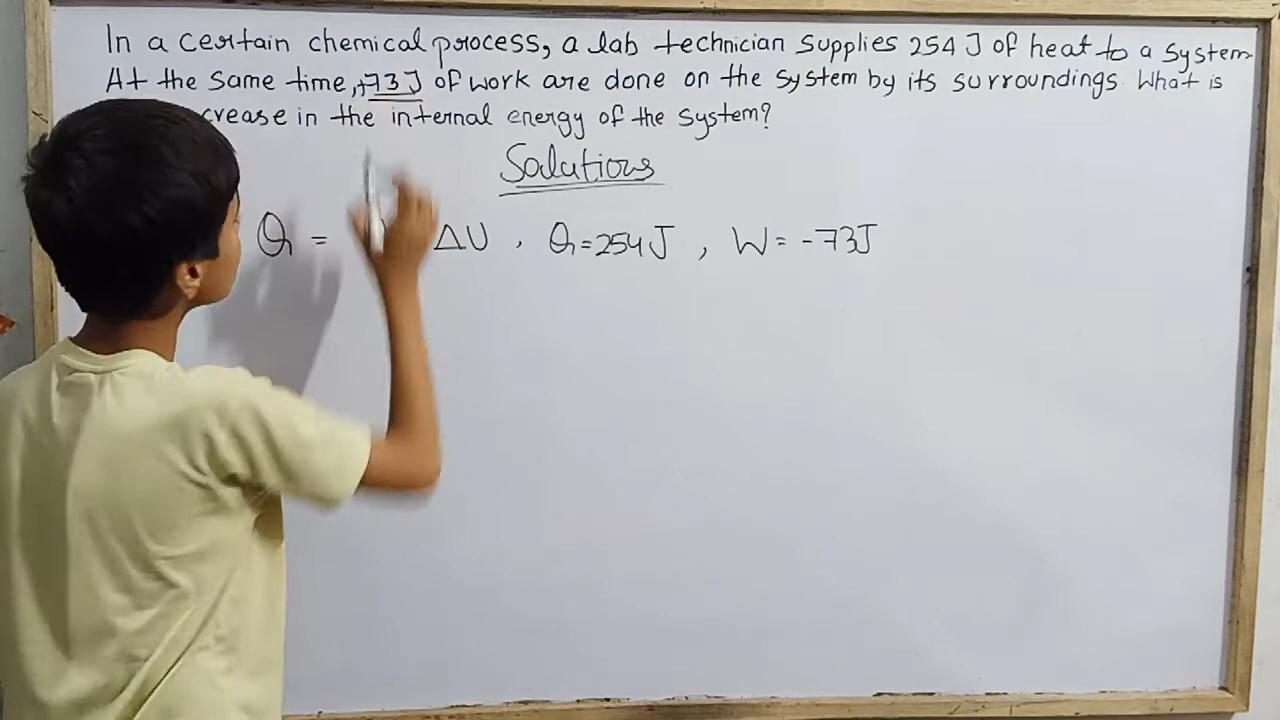 In a certain chemical process, a lab technician supplies 254 J of heat to a system.
At the same time, 73 J of work are done on the system by its surroundings. What is
crease in the internal energy of the system?
Solutions
Q = ΔU , Q = 254 J , W = -73J